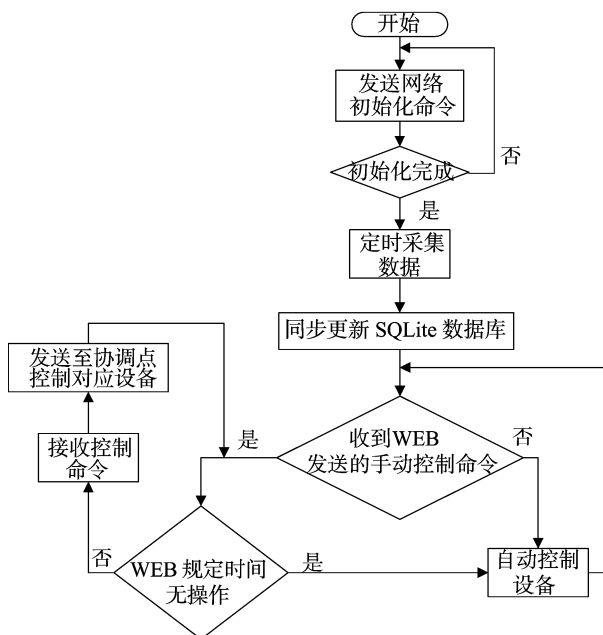 开始
发送网络
初始化命令
初始化完成
否
是
定时采集
数据
同步更新 SQLite 数据库
发送至协调点
控制对应设备
接收控制
命令
是
收到WEB
发送的手动控制命令
否
否
WEB 规定时间
无操作
是
自动控制
设备